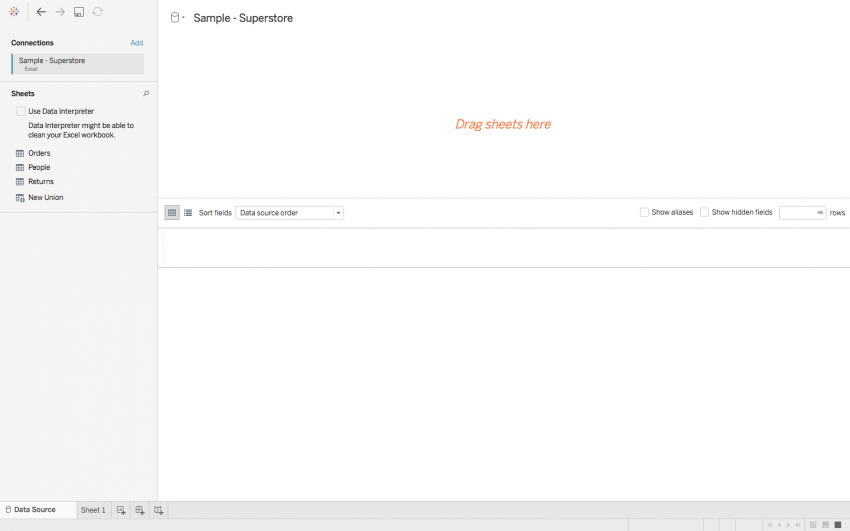 Sample - Superstore
Connections
Add
Sample - Superstore
Excel
Sheets
Use Data Interpreter
Data Interpreter might be able to
clean your Excel workbook.
Orders
People
Returns
New Union
Drag sheets here
Sort fields
Data source order
Show aliases
Show hidden fields
rows
Data Source
Sheet 1